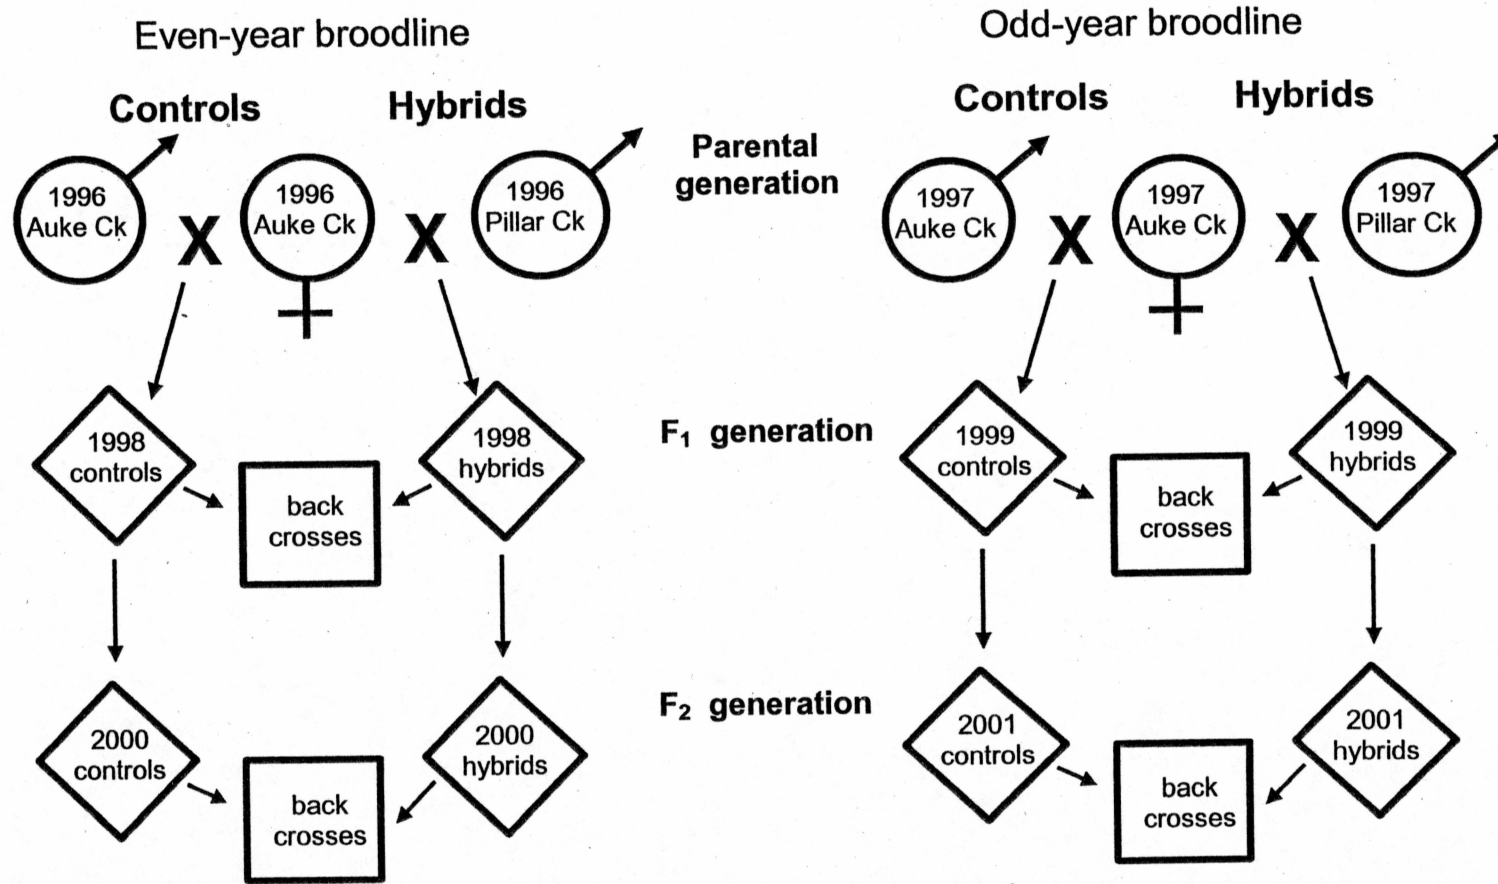 Even-year broodline
Odd-year broodline
Controls
Hybrids
Controls
Hybrids
Parental
generation
1996
Auke Ck
X
1996
Auke Ck
X
1996
Pillar Ck
1997
Auke Ck
X
1997
Auke Ck
X
1997
Pillar Ck
F₁ generation
1998
controls
back
crosses
1998
hybrids
1999
controls
back
crosses
1999
hybrids
F₂ generation
2000
controls
back
crosses
2000
hybrids
2001
controls
back
crosses
2001
hybrids